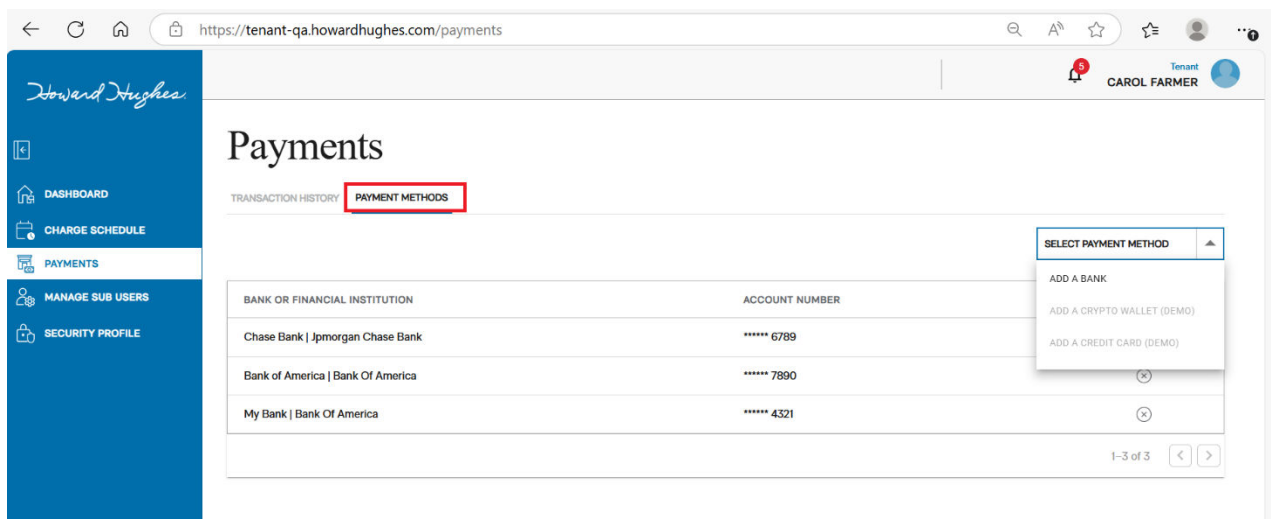 https://tenant-qa.howardhughes.com/payments
Howard Hughes.
5
Tenant
CAROL FARMER
DASHBOARD
CHARGE SCHEDULE
PAYMENTS
MANAGE SUB USERS
SECURITY PROFILE
Payments
TRANSACTION HISTORY PAYMENT METHODS
SELECT PAYMENT METHOD
ADD A BANK
ADD A CRYPTO WALLET (DEMO)
ADD A CREDIT CARD (DEMO)
BANK OR FINANCIAL INSTITUTION ACCOUNT NUMBER
Chase Bank | Jpmorgan Chase Bank ****** 6789
Bank of America | Bank Of America ****** 7890
My Bank | Bank Of America ****** 4321
1–3 of 3